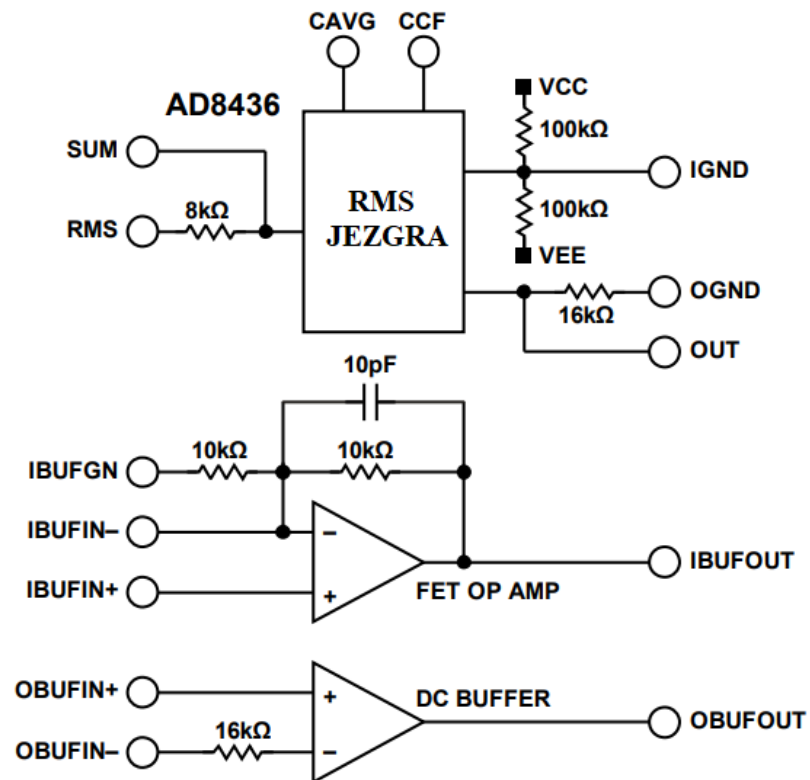 CAVG
CCF
AD8436
VCC
100kΩ
SUM
IGND
RMS
8kΩ
RMS
JEZGRA
100kΩ
VEE
OGND
16kΩ
OUT
10pF
IBUFGN
10kΩ
10kΩ
IBUFIN–
–
IBUFIN+
+
FET OP AMP
IBUFOUT
OBUFIN+
+
DC BUFFER
OBUFOUT
OBUFIN–
16kΩ
–